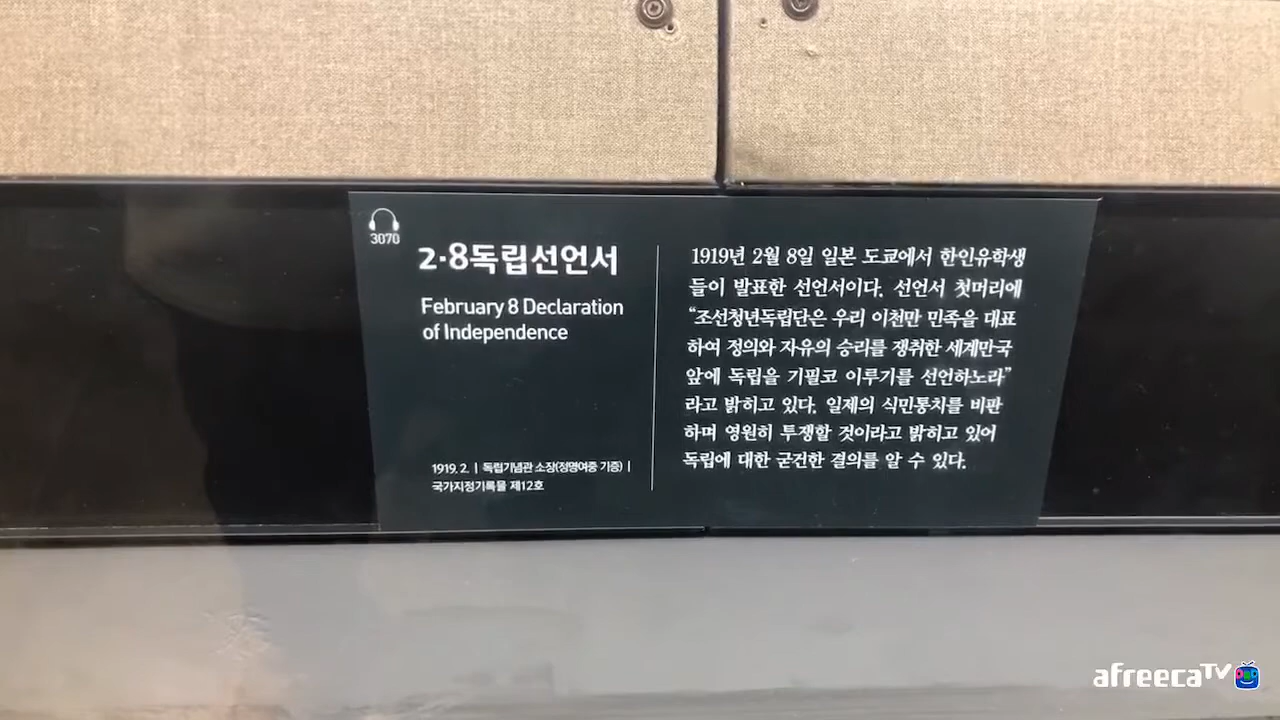 3070
2·8독립선언서
February 8 Declaration
of Independence
1919. 2. | 독립기념관 소장(정명여중 기증) |
국가지정기록물 제12호
1919년 2월 8일 일본 도쿄에서 한인유학생
들이 발표한 선언서이다. 선언서 첫머리에
“조선청년독립단은 우리 이천만 민족을 대표
하여 정의와 자유의 승리를 쟁취한 세계만국
앞에 독립을 기필코 이루기를 선언하노라”
라고 밝히고 있다. 일제의 식민통치를 비판
하며 영원히 투쟁할 것이라고 밝히고 있어
독립에 대한 굳건한 결의를 알 수 있다.
afreecaTV